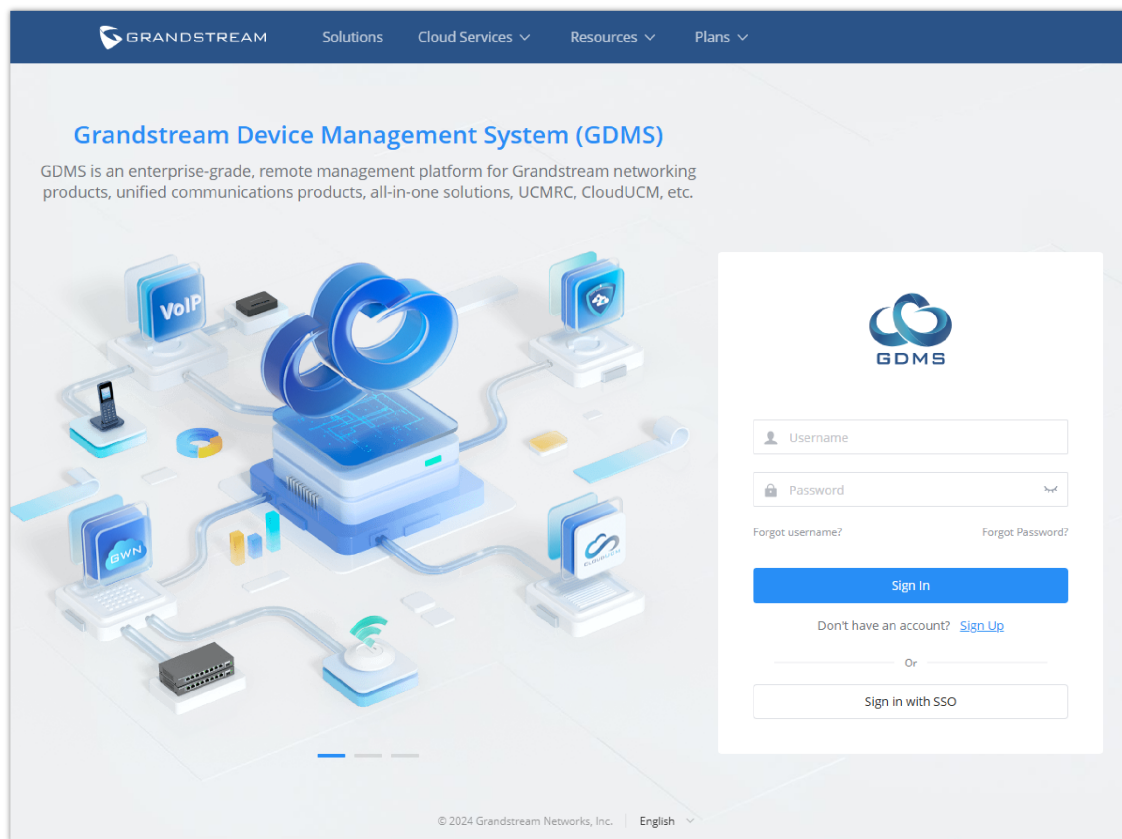 GRANDSTREAM
Solutions
Cloud Services
Resources
Plans
Grandstream Device Management System (GDMS)
GDMS is an enterprise-grade, remote management platform for Grandstream networking
products, unified communications products, all-in-one solutions, UCMRC, CloudUCM, etc.
VoIP
GWN
CLOUDUCM
GDMS
Username
Password
Forgot username?
Forgot Password?
Sign In
Don't have an account? Sign Up
Or
Sign in with SSO
© 2024 Grandstream Networks, Inc.
English